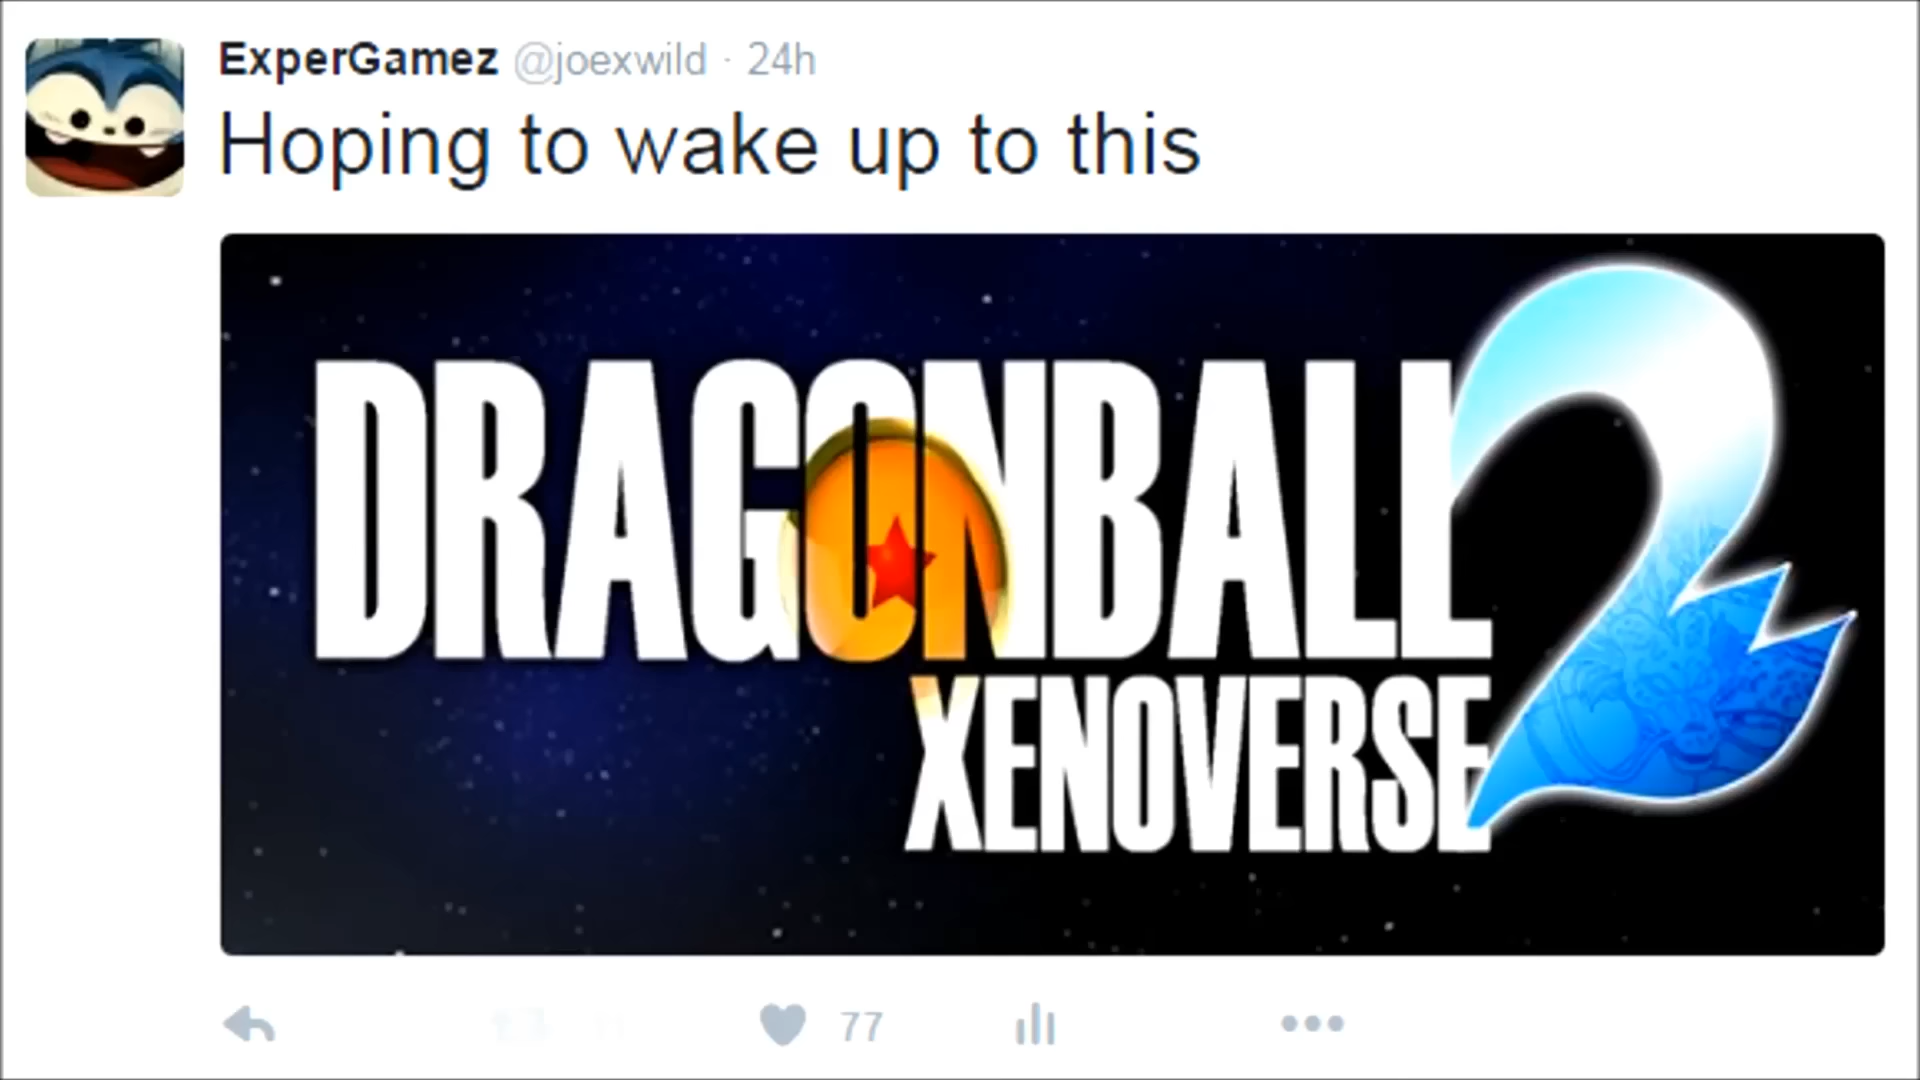 ExperGamez @joexwild · 24h
Hoping to wake up to this
DRAGONBALL 2
XENOVERSE
77